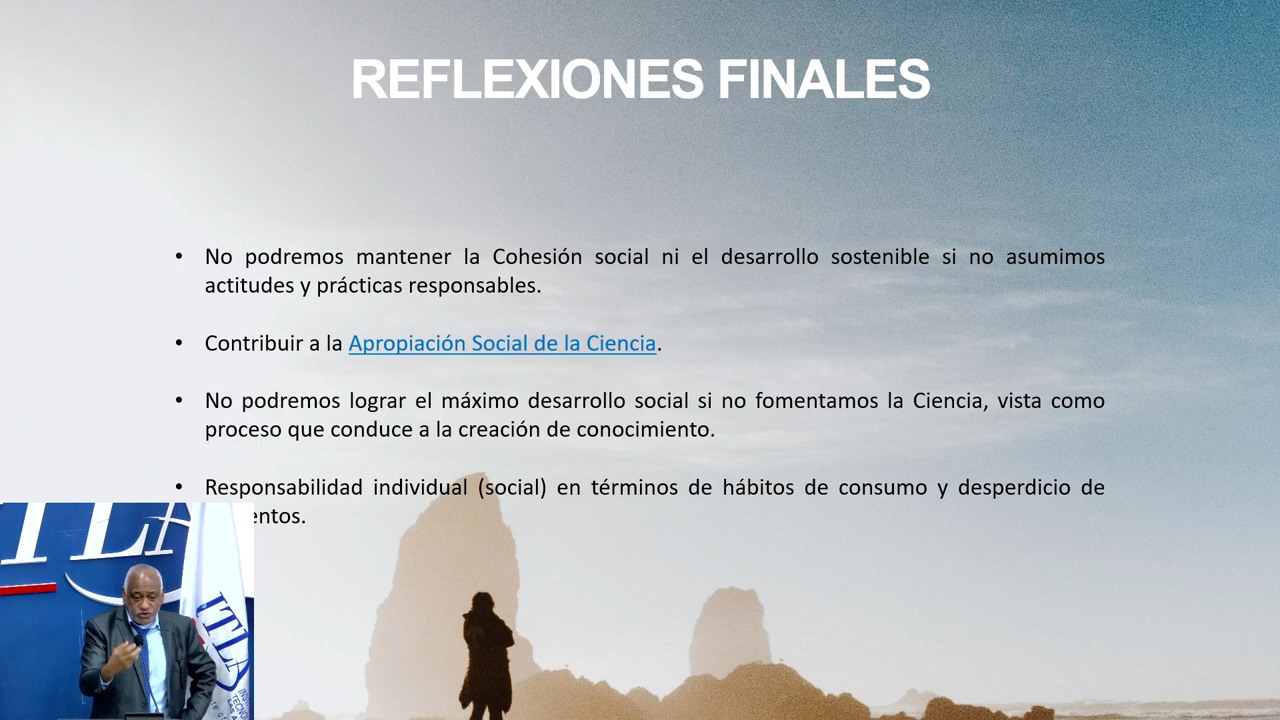 REFLEXIONES FINALES
• No podremos mantener la Cohesión social ni el desarrollo sostenible si no asumimos
actitudes y prácticas responsables.
• Contribuir a la Apropiación Social de la Ciencia.
• No podremos lograr el máximo desarrollo social si no fomentamos la Ciencia, vista como
proceso que conduce a la creación de conocimiento.
• Responsabilidad individual (social) en términos de hábitos de consumo y desperdicio de
entos.
ITLA
ITLA